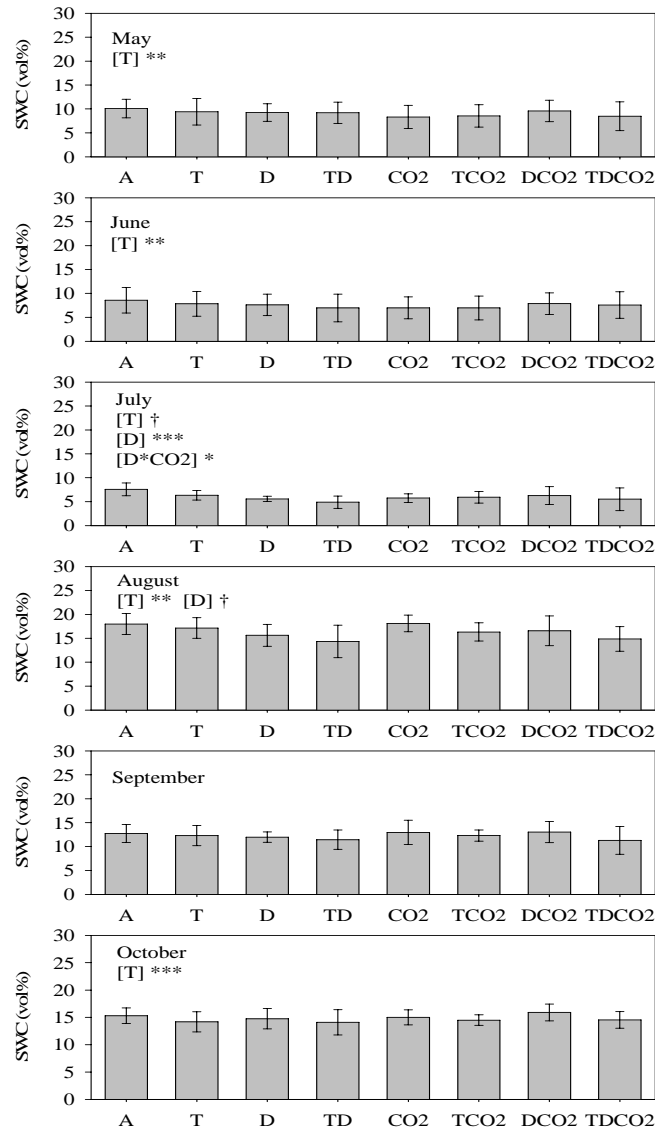 30
May
25
[T] **
20
SWC (vol%)
15
10
5
0
A T D TD CO2 TCO2 DCO2 TDCO2
30
June
25
[T] **
20
SWC (vol%)
15
10
5
0
A T D TD CO2 TCO2 DCO2 TDCO2
30
July
25
[T] †
[D] ***
20
[D*CO2] *
SWC (vol%)
15
10
5
0
A T D TD CO2 TCO2 DCO2 TDCO2
30
August
25
[T] ** [D] †
20
SWC (vol%)
15
10
5
0
A T D TD CO2 TCO2 DCO2 TDCO2
30
25
September
20
SWC (vol%)
15
10
5
0
A T D TD CO2 TCO2 DCO2 TDCO2
30
October
25
[T] ***
20
SWC (vol%)
15
10
5
0
A T D TD CO2 TCO2 DCO2 TDCO2